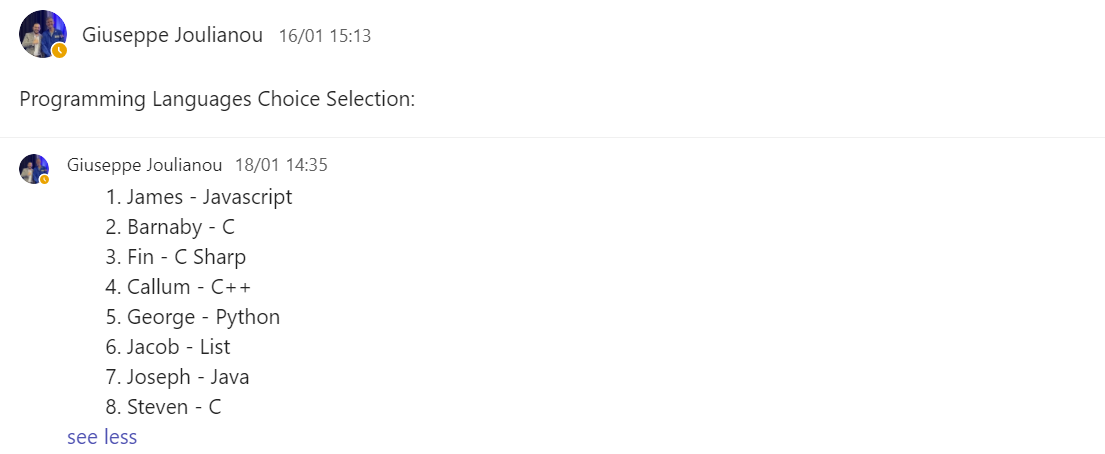 Giuseppe Joulianou 16/01 15:13
Programming Languages Choice Selection:
Giuseppe Joulianou 18/01 14:35
1. James - Javascript
2. Barnaby - C
3. Fin - C Sharp
4. Callum - C++
5. George - Python
6. Jacob - List
7. Joseph - Java
8. Steven - C
see less